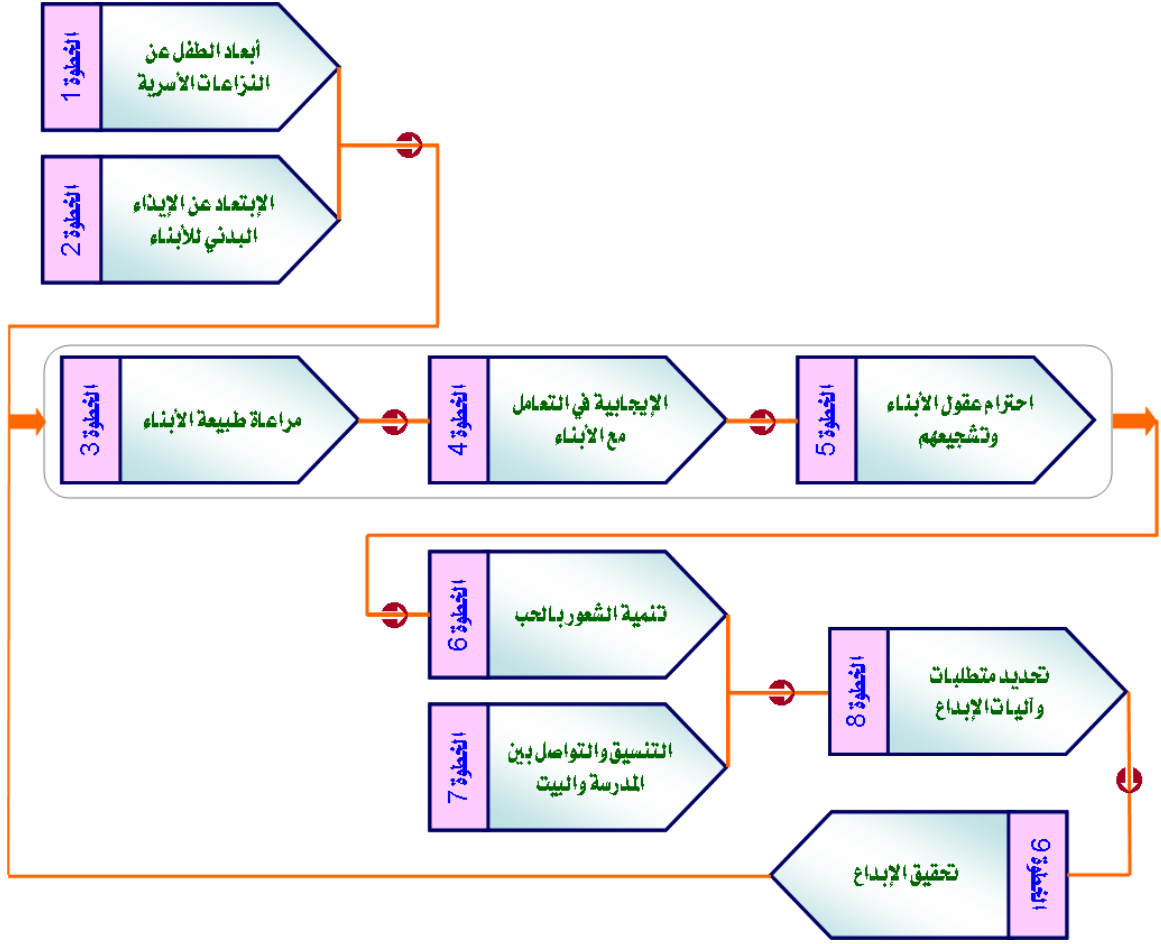 الخطوة 1
أبعاد الطفل عن
النزاعات الأسرية
الخطوة 2
الإبتعاد عن الإيذاء
البدني للأبناء
الخطوة 3
مراعاة طبيعة الأبناء
الخطوة 4
الإيجابية في التعامل
مع الأبناء
الخطوة 5
احترام عقول الأبناء
وتشجيعهم
الخطوة 6
تنمية الشعور بالحب
الخطوة 7
التنسيق والتواصل بين
المدرسة والبيت
الخطوة 8
تحديد متطلبات
وآليات الإبداع
الخطوة 9
تحقيق الإبداع